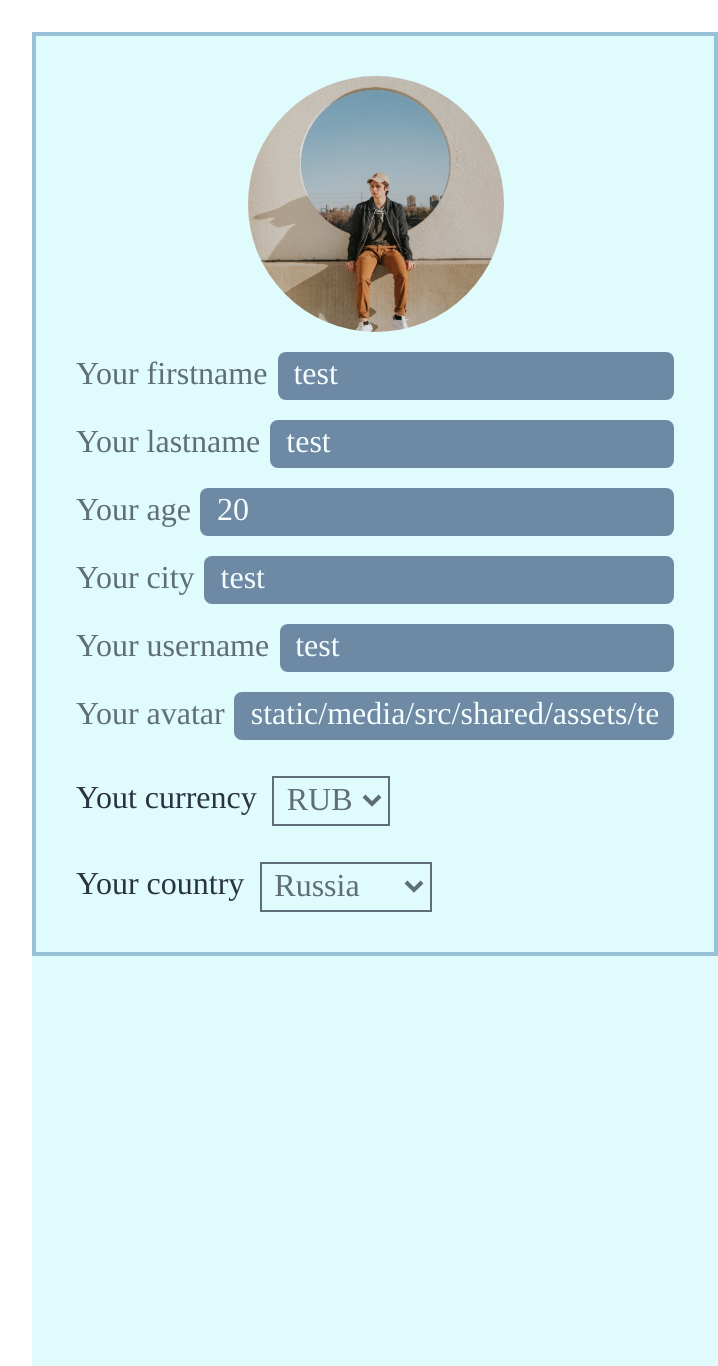 Your firstname test
Your lastname test
Your age 20
Your city test
Your username test
Your avatar static/media/src/shared/assets/te
Yout currency RUB
Your country Russia